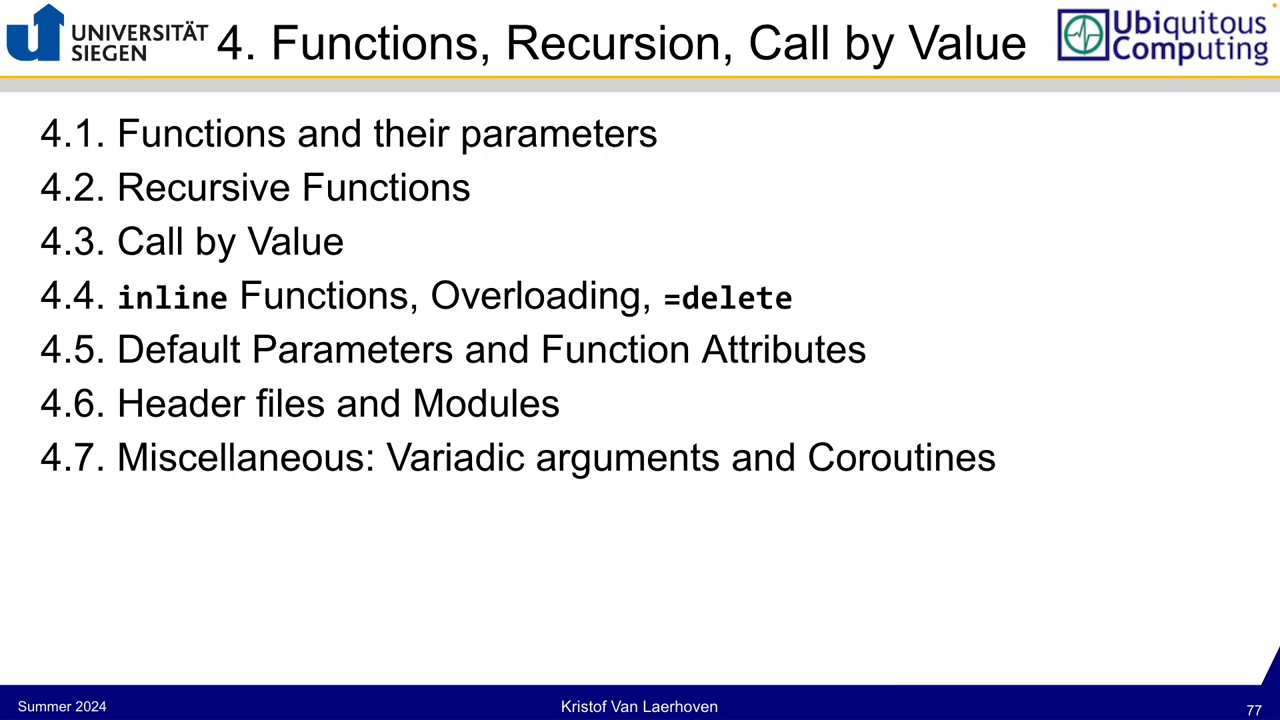 UNIVERSITÄT
SIEGEN
4. Functions, Recursion, Call by Value
Ubiquitous
Computing
4.1. Functions and their parameters
4.2. Recursive Functions
4.3. Call by Value
4.4. inline Functions, Overloading, =delete
4.5. Default Parameters and Function Attributes
4.6. Header files and Modules
4.7. Miscellaneous: Variadic arguments and Coroutines
Summer 2024
Kristof Van Laerhoven
77